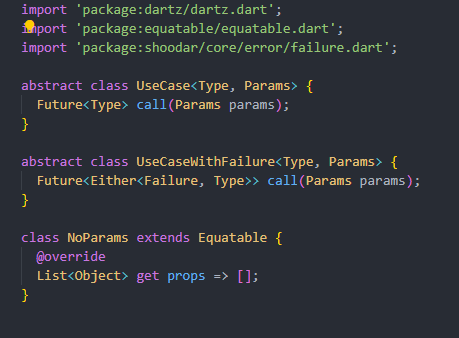 import 'package:dartz/dartz.dart';
import 'package:equatable/equatable.dart';
import 'package:shoodar/core/error/failure.dart';

abstract class UseCase<Type, Params> {
  Future<Type> call(Params params);
}

abstract class UseCaseWithFailure<Type, Params> {
  Future<Either<Failure, Type>> call(Params params);
}

class NoParams extends Equatable {
  @override
  List<Object> get props => [];
}